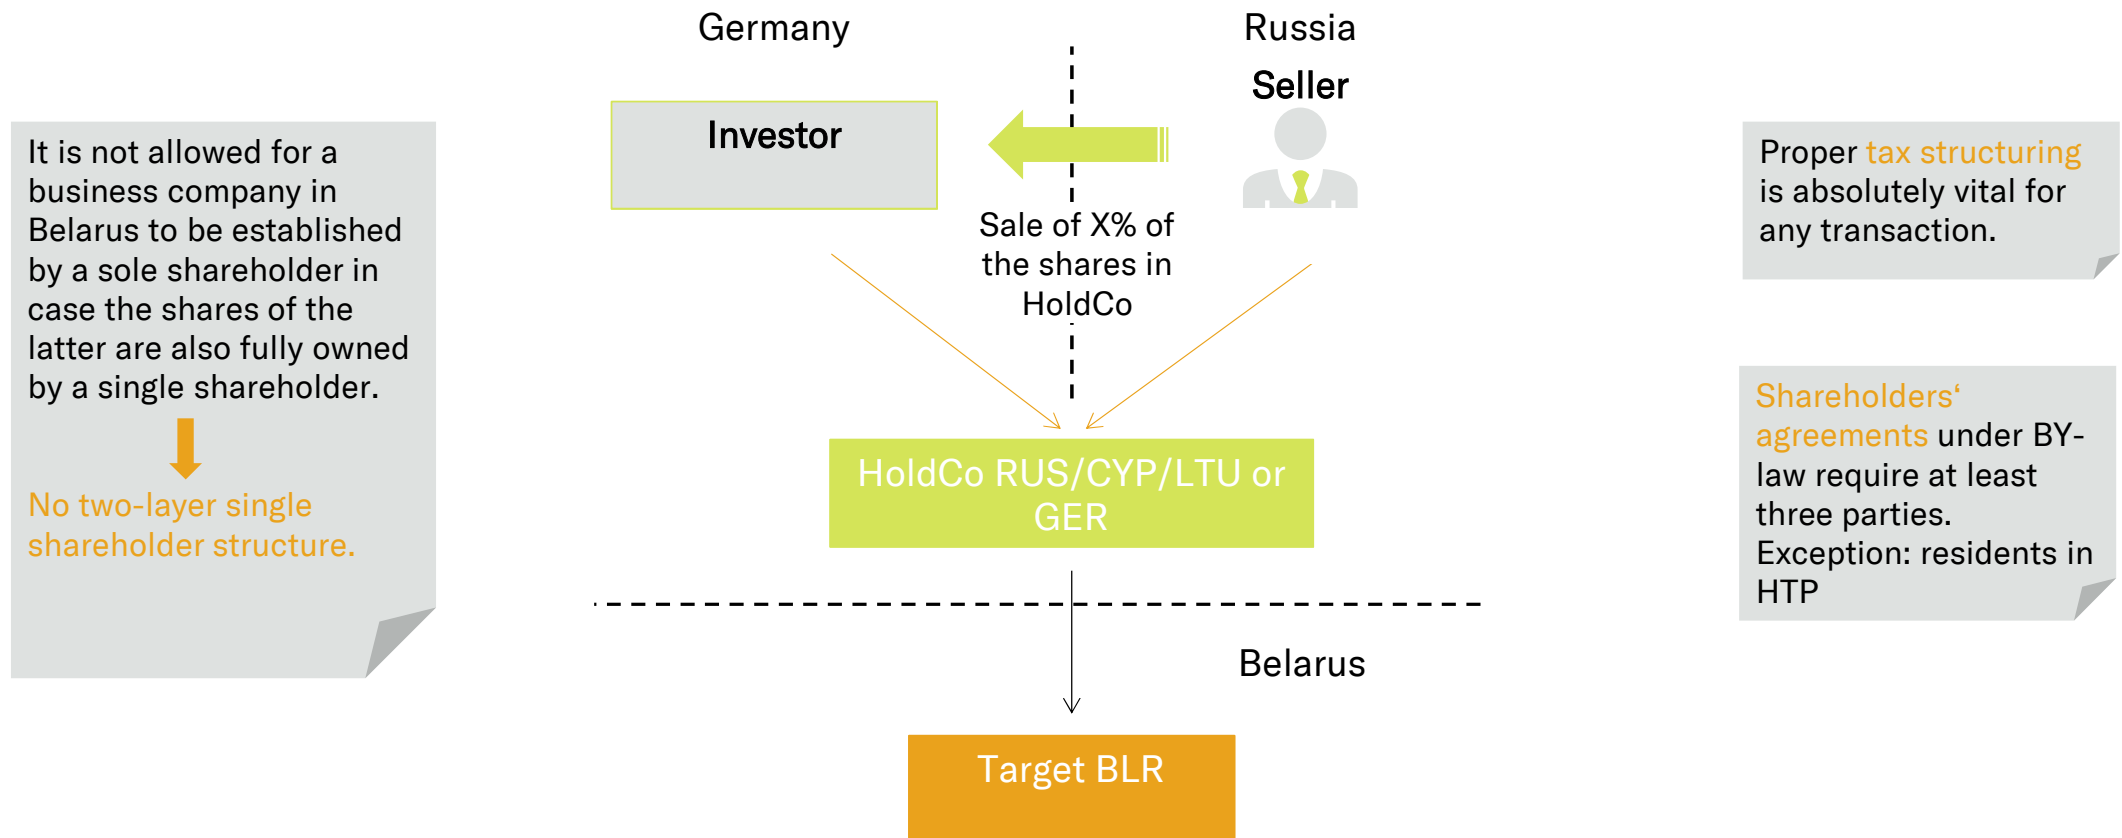 Germany
Russia
Seller
Investor
Sale of X% of
the shares in
HoldCo
HoldCo RUS/CYP/LTU or
GER
Belarus
Target BLR
It is not allowed for a
business company in
Belarus to be established
by a sole shareholder in
case the shares of the
latter are also fully owned
by a single shareholder.
No two-layer single
shareholder structure.
Proper tax structuring
is absolutely vital for
any transaction.
Shareholders‘
agreements under BY-
law require at least
three parties.
Exception: residents in
HTP